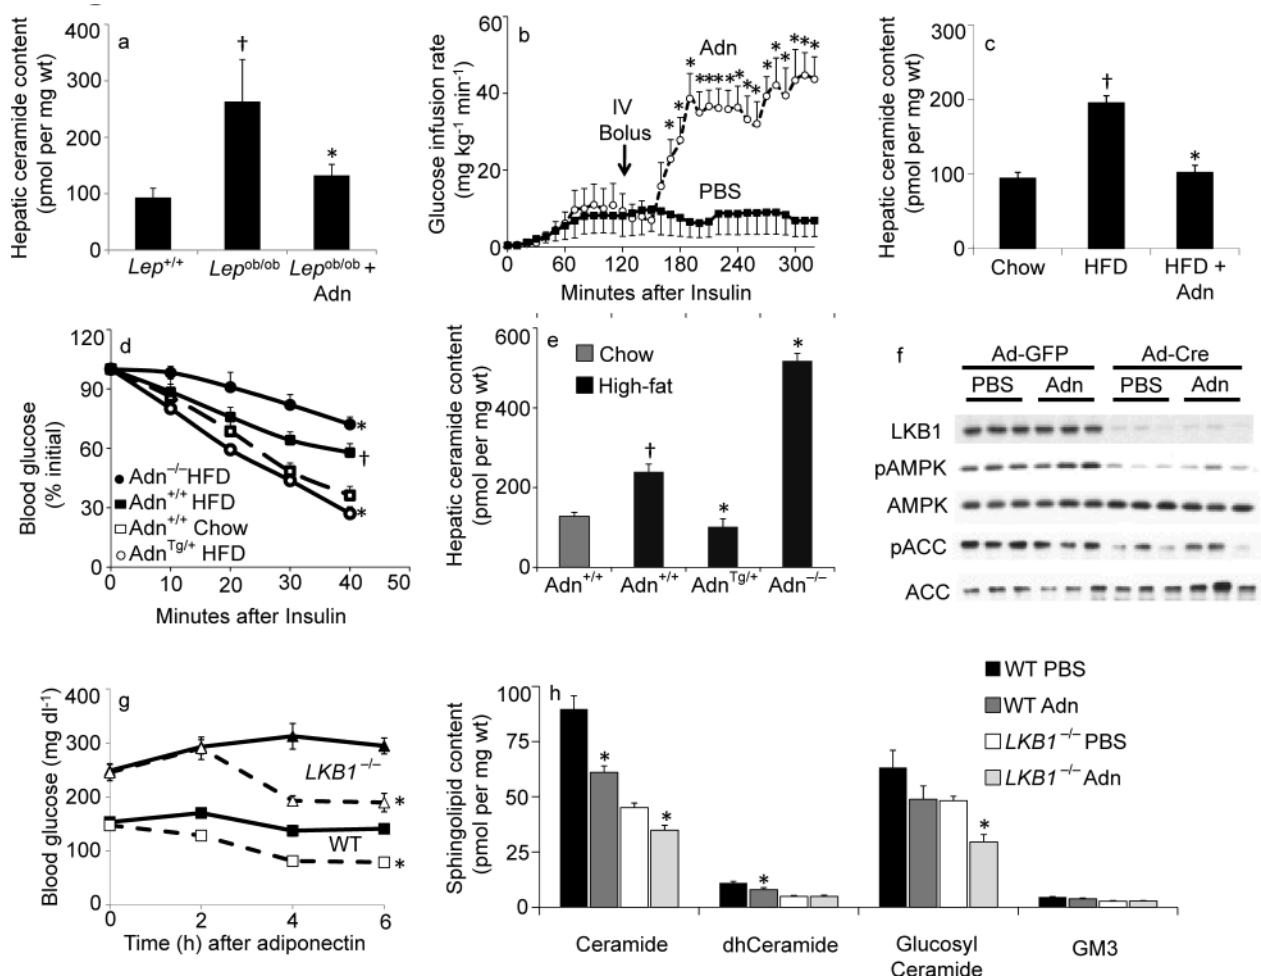 a
Hepatic ceramide content
(pmol per mg wt)
400
300
200
100
0
†
*
Lep+/+
Lepob/ob
Lepob/ob +
Adn
b
Glucose infusion rate
(mg kg-1 min-1)
60
40
20
0
IV
Bolus
Adn
PBS
* * * * * * * * * * * * * * *
0 60 120 180 240 300
Minutes after Insulin
c
Hepatic ceramide content
(pmol per mg wt)
300
200
100
0
†
*
Chow
HFD
HFD +
Adn
d
Blood glucose
(% initial)
120
90
60
30
0
*
†
*
Adn–/– HFD
Adn+/+ HFD
Adn+/+ Chow
AdnTg/+ HFD
0 10 20 30 40 50
Minutes after Insulin
e
Hepatic ceramide content
(pmol per mg wt)
600
400
200
0
Chow
High-fat
†
*
*
Adn+/+
Adn+/+
AdnTg/+
Adn–/–
f
Ad-GFP Ad-Cre
PBS Adn PBS Adn
LKB1
pAMPK
AMPK
pACC
ACC
g
Blood glucose (mg dl-1)
400
300
200
100
0
LKB1–/–
*
WT
*
0 2 4 6
Time (h) after adiponectin
h
Sphingolipid content
(pmol per mg wt)
100
75
50
25
0
*
*
*
*
WT PBS
WT Adn
LKB1–/– PBS
LKB1–/– Adn
Ceramide
dhCeramide
Glucosyl
Ceramide
GM3